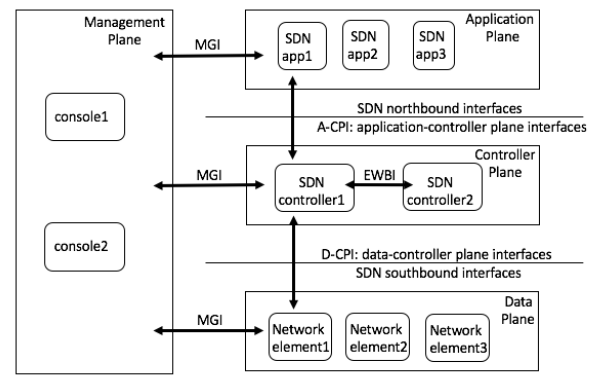 Management
Plane
console1
console2
MGI
Application
Plane
SDN
app1
SDN
app2
SDN
app3
SDN northbound interfaces
A-CPI: application-controller plane interfaces
MGI
Controller
Plane
SDN
controller1
EWBI
SDN
controller2
D-CPI: data-controller plane interfaces
SDN southbound interfaces
MGI
Data
Plane
Network
element1
Network
element2
Network
element3